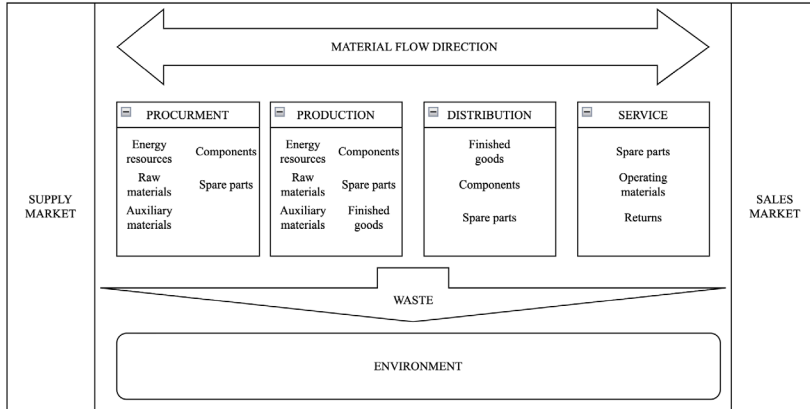 MATERIAL FLOW DIRECTION
SUPPLY
MARKET
PROCURMENT
Energy
resources
Raw
materials
Auxiliary
materials
Components
Spare parts
PRODUCTION
Energy
resources
Raw
materials
Auxiliary
materials
Components
Spare parts
Finished
goods
DISTRIBUTION
Finished
goods
Components
Spare parts
SERVICE
Spare parts
Operating
materials
Returns
SALES
MARKET
WASTE
ENVIRONMENT